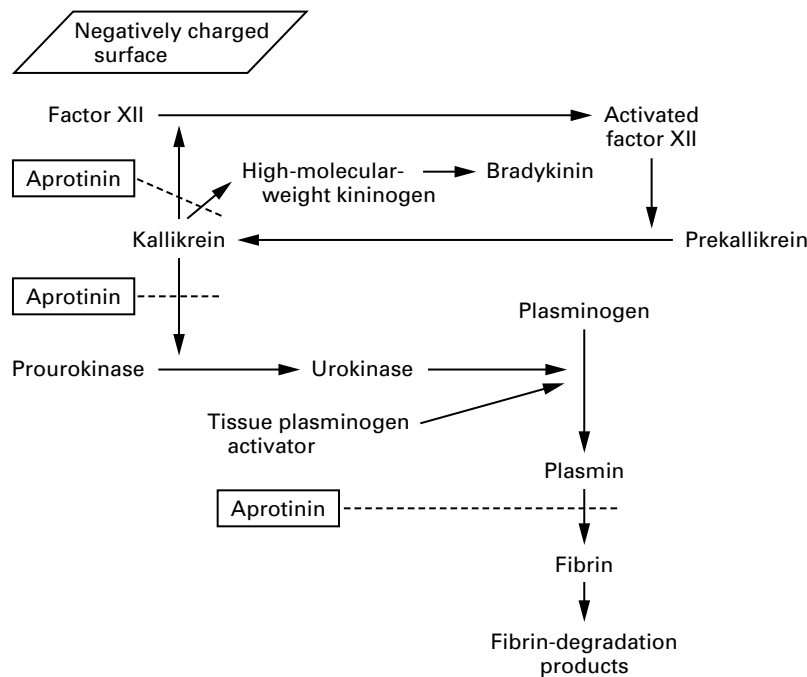 Negatively charged
surface
Factor XII
Activated
factor XII
Aprotinin
High-molecular-
weight kininogen
Bradykinin
Kallikrein
Prekallikrein
Aprotinin
Plasminogen
Prourokinase
Urokinase
Tissue plasminogen
activator
Plasmin
Aprotinin
Fibrin
Fibrin-degradation
products